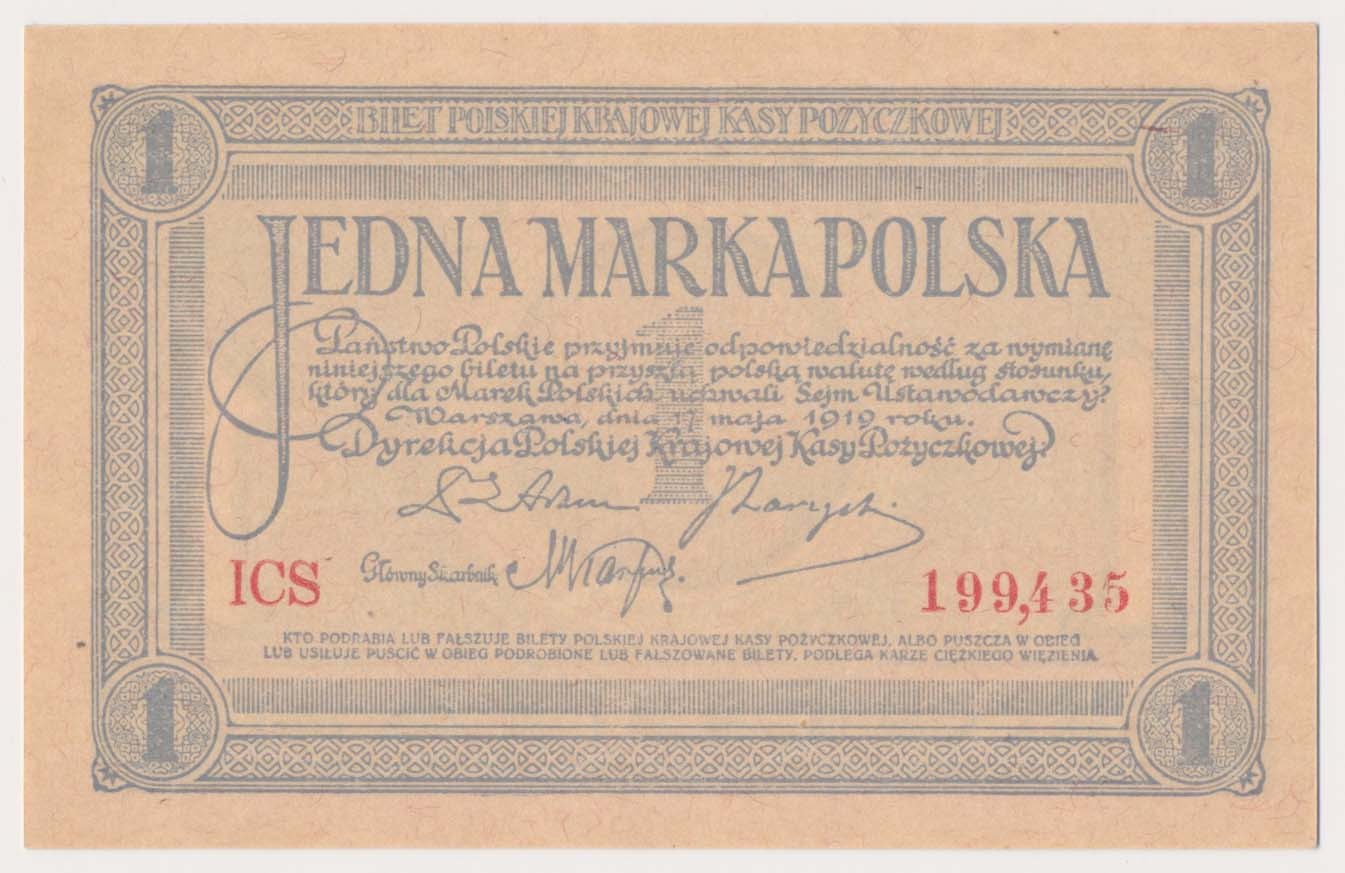 1 BILET POLSKIEJ KRAJOWEJ KASY POŻYCZKOWEJ 1
JEDNA MARKA POLSKA
1
Państwo Polskie przyjmuje odpowiedzialność za wymianę
niniejszego biletu na przyszłą polską walutę według stosunku,
który dla Marek Polskich uchwali Sejm Ustawodawczy.
Warszawa, dnia 17 maja 1919 roku.
Dyrekcja Polskiej Krajowej Kasy Pożyczkowej.
ICS Główny Skarbnik 199,435
KTO PODRABIA LUB FAŁSZUJE BILETY POLSKIEJ KRAJOWEJ KASY POŻYCZKOWEJ, ALBO PUSZCZA W OBIEG
LUB USIŁUJE PUŚCIĆ W OBIEG PODROBIONE LUB FAŁSZOWANE BILETY, PODLEGA KARZE CIĘŻKIEGO WIĘZIENIA.
1 1